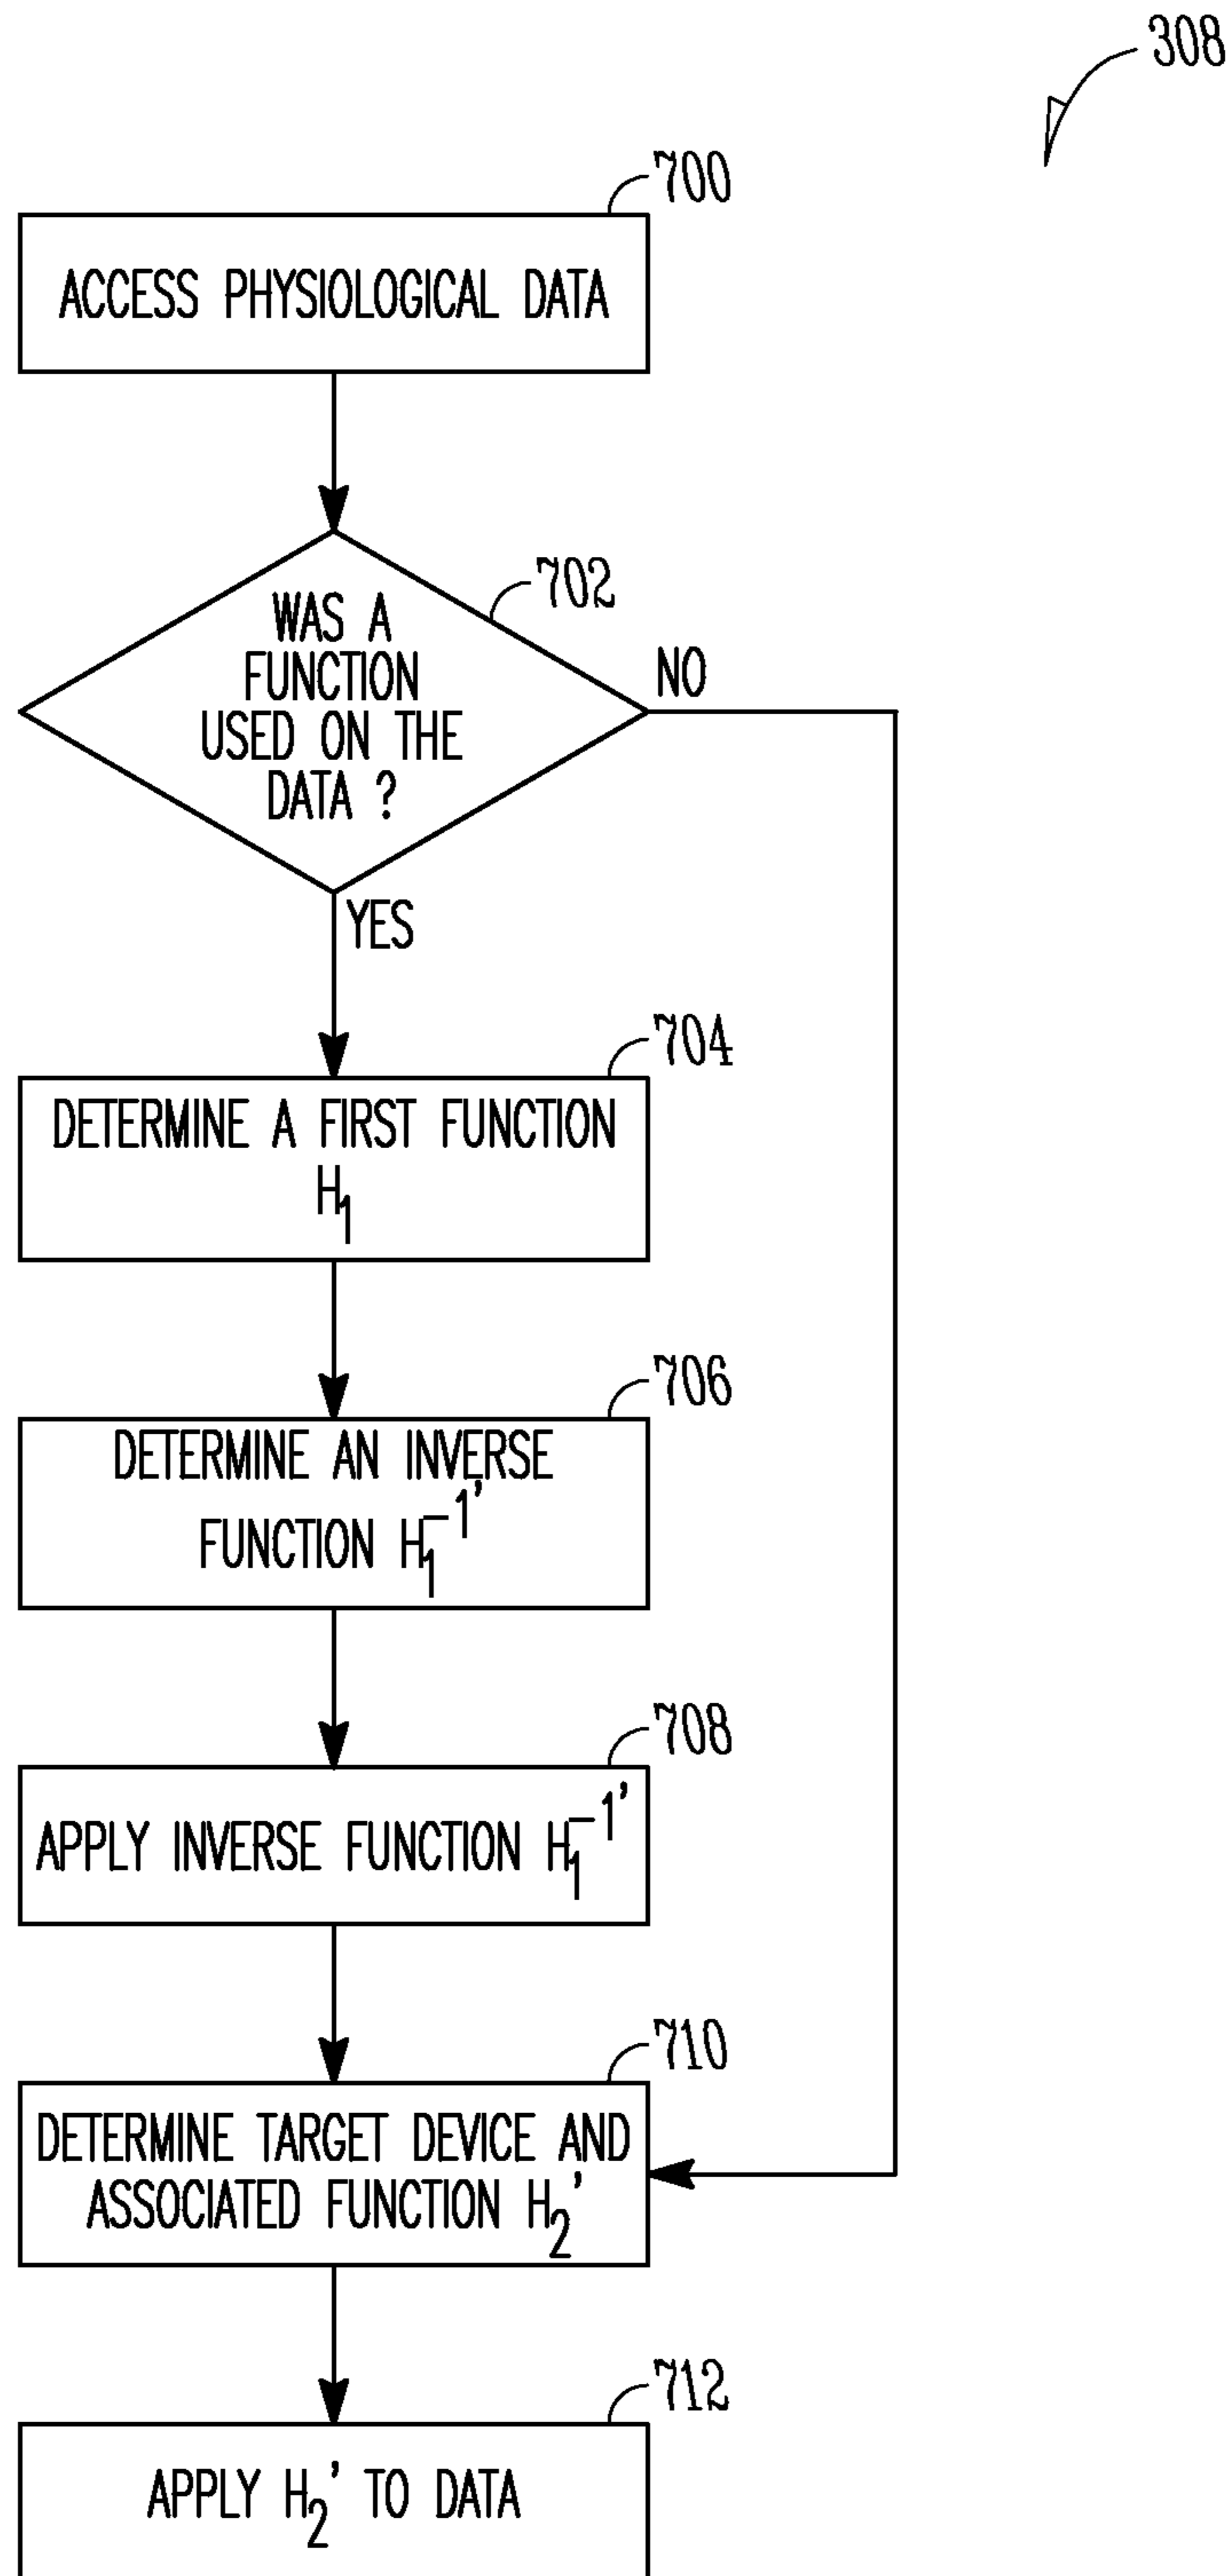 308
700
ACCESS PHYSIOLOGICAL DATA
702
WAS A
FUNCTION
USED ON THE
DATA ?
NO
YES
704
DETERMINE A FIRST FUNCTION
H₁
706
DETERMINE AN INVERSE
FUNCTION H₁⁻¹'
708
APPLY INVERSE FUNCTION H₁⁻¹'
710
DETERMINE TARGET DEVICE AND
ASSOCIATED FUNCTION H₂'
712
APPLY H₂' TO DATA